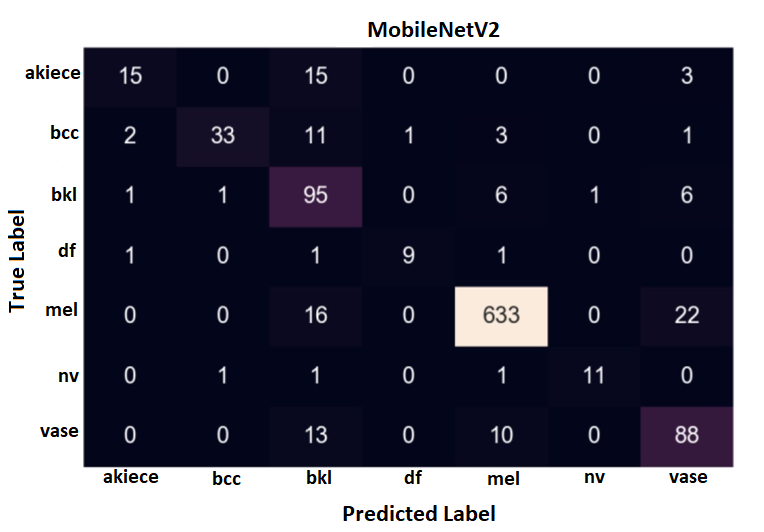 MobileNetV2
akiece 15 0 15 0 0 0 3
bcc 2 33 11 1 3 0 1
bkl 1 1 95 0 6 1 6
df 1 0 1 9 1 0 0
mel 0 0 16 0 633 0 22
nv 0 1 1 0 1 11 0
vase 0 0 13 0 10 0 88
True Label
akiece bcc bkl df mel nv vase
Predicted Label